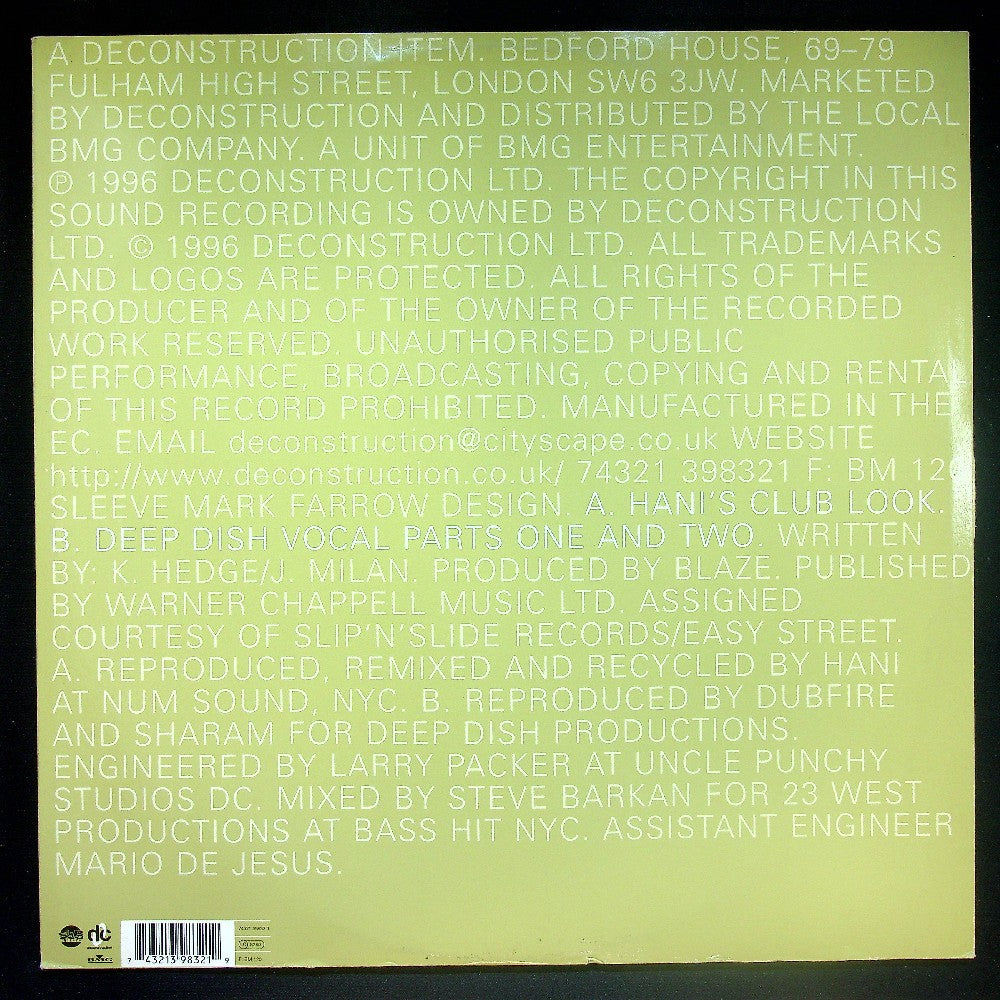 A DECONSTRUCTION ITEM. BEDFORD HOUSE, 69–79
FULHAM HIGH STREET, LONDON SW6 3JW. MARKETED
BY DECONSTRUCTION AND DISTRIBUTED BY THE LOCAL
BMG COMPANY. A UNIT OF BMG ENTERTAINMENT.
℗ 1996 DECONSTRUCTION LTD. THE COPYRIGHT IN THIS
SOUND RECORDING IS OWNED BY DECONSTRUCTION
LTD. © 1996 DECONSTRUCTION LTD. ALL TRADEMARKS
AND LOGOS ARE PROTECTED. ALL RIGHTS OF THE
PRODUCER AND OF THE OWNER OF THE RECORDED
WORK RESERVED. UNAUTHORISED PUBLIC
PERFORMANCE, BROADCASTING, COPYING AND RENTAL
OF THIS RECORD PROHIBITED. MANUFACTURED IN THE
EC. EMAIL deconstruction@cityscape.co.uk WEBSITE
http://www.deconstruction.co.uk/ 74321 398321 F: BM 120
SLEEVE MARK FARROW DESIGN. A. HANI'S CLUB LOOK.
B. DEEP DISH VOCAL PARTS ONE AND TWO. WRITTEN
BY: K. HEDGE/J. MILAN. PRODUCED BY BLAZE. PUBLISHED
BY WARNER CHAPPELL MUSIC LTD. ASSIGNED
COURTESY OF SLIP'N'SLIDE RECORDS/EASY STREET.
A. REPRODUCED, REMIXED AND RECYCLED BY HANI
AT NUM SOUND, NYC. B. REPRODUCED BY DUBFIRE
AND SHARAM FOR DEEP DISH PRODUCTIONS.
ENGINEERED BY LARRY PACKER AT UNCLE PUNCHY
STUDIOS DC. MIXED BY STEVE BARKAN FOR 23 WEST
PRODUCTIONS AT BASS HIT NYC. ASSISTANT ENGINEER
MARIO DE JESUS.
dc
BMG
7 43213 98321 9